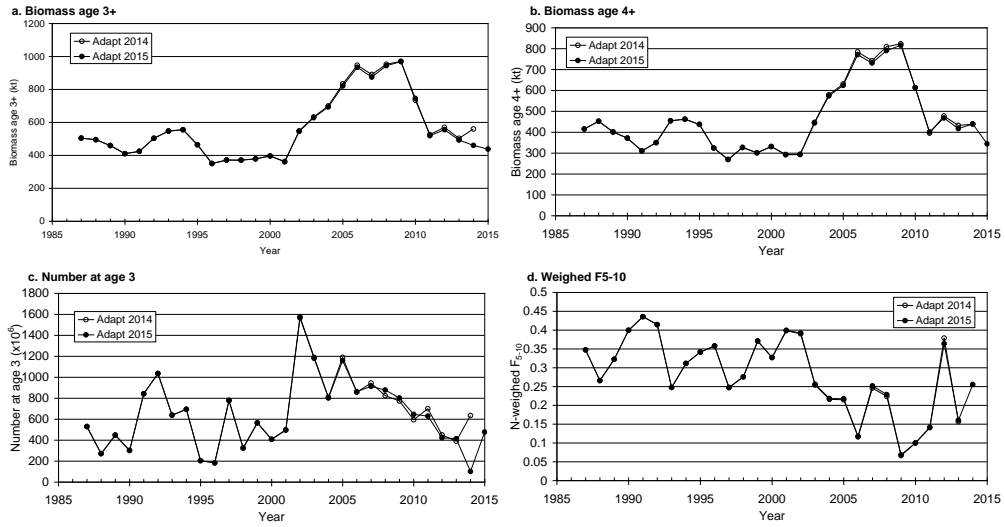 a. Biomass age 3+
1200
1000
800
600
400
200
0
Biomass age 3+ (kt)
Adapt 2014
Adapt 2015
1985 1990 1995 2000 2005 2010 2015
Year
b. Biomass age 4+
900
800
700
600
500
400
300
200
100
0
Biomass age 4+ (kt)
Adapt 2014
Adapt 2015
1985 1990 1995 2000 2005 2010 2015
Year
c. Number at age 3
1800
1600
1400
1200
1000
800
600
400
200
0
Number at age 3 (x10⁶)
Adapt 2014
Adapt 2015
1985 1990 1995 2000 2005 2010 2015
Year
d. Weighed F5-10
0.5
0.45
0.4
0.35
0.3
0.25
0.2
0.15
0.1
0.05
0
N-weighed F5-10
Adapt 2014
Adapt 2015
1985 1990 1995 2000 2005 2010 2015
Year